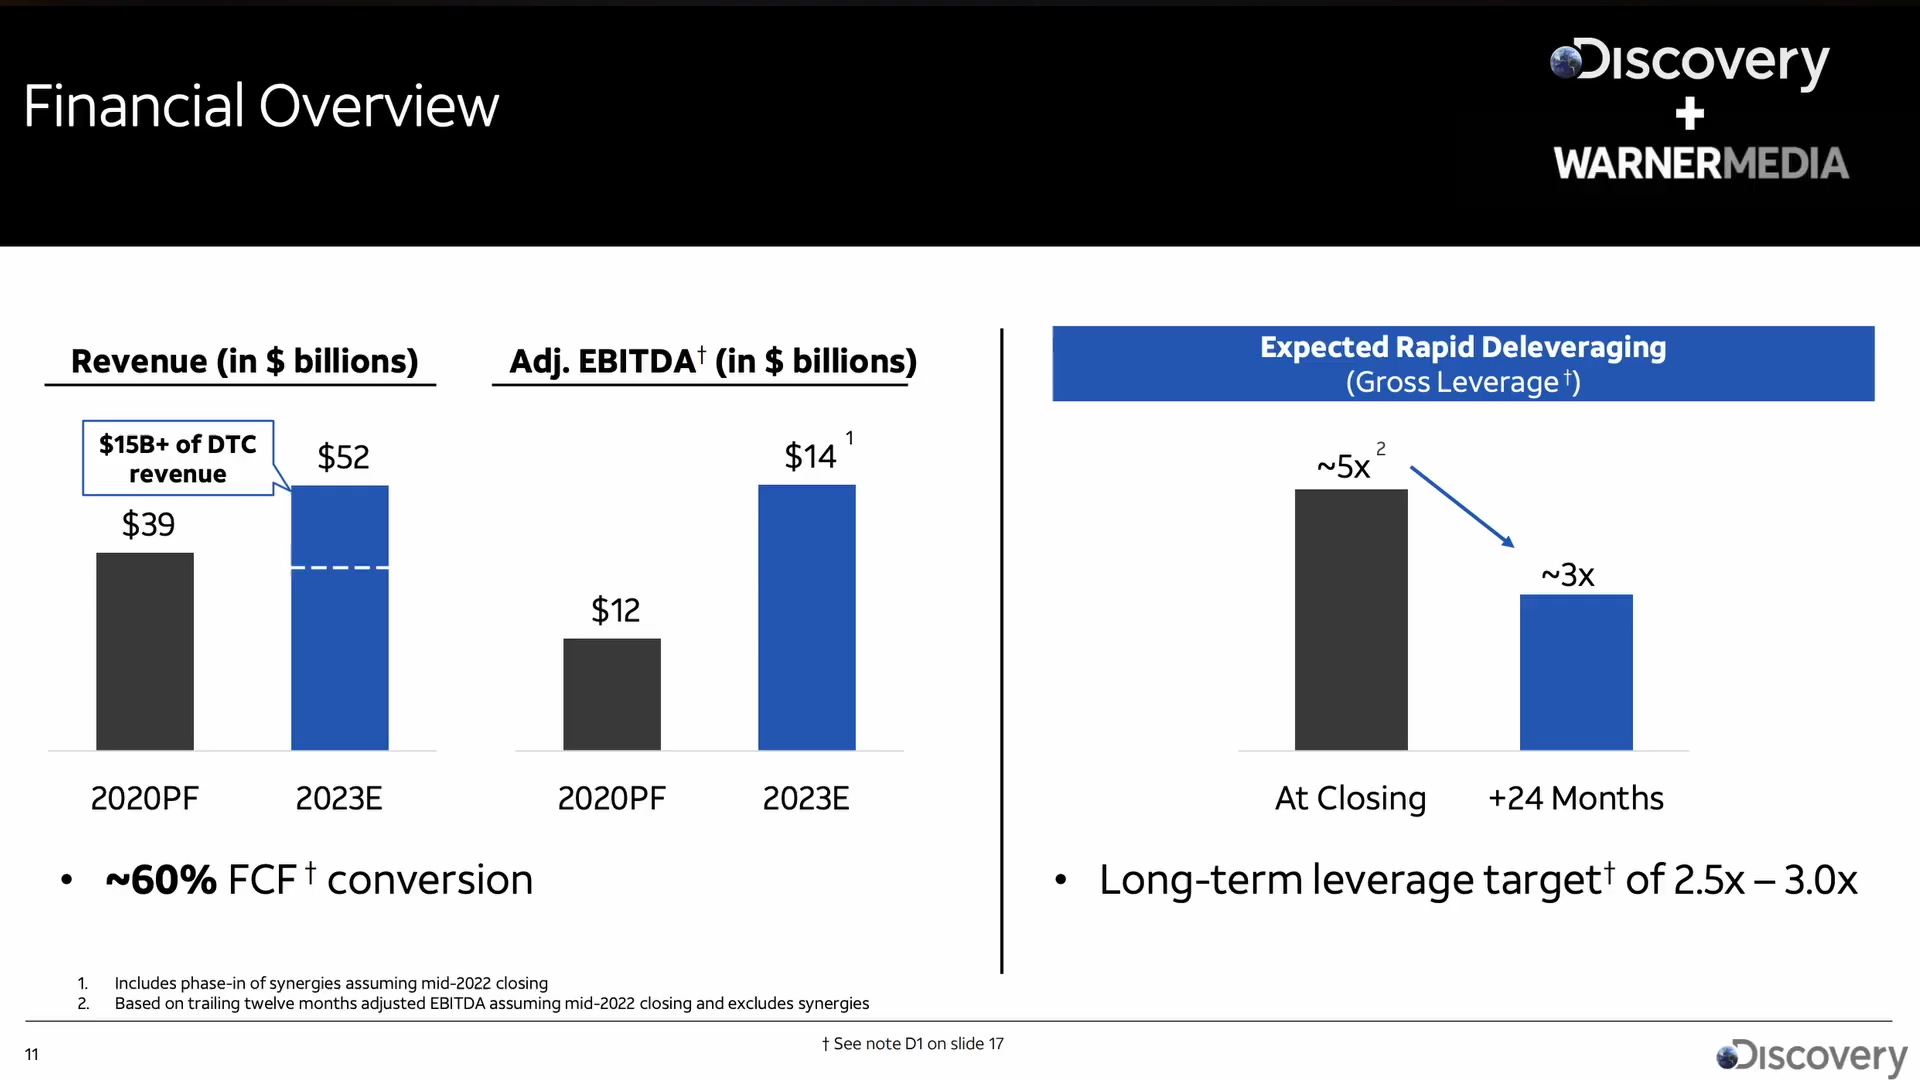 Financial Overview
Discovery
+
WARNERMEDIA
Revenue (in $ billions)
$15B+ of DTC
revenue
$39
$52
2020PF
2023E
Adj. EBITDA† (in $ billions)
$12
$14 1
2020PF
2023E
• ~60% FCF† conversion
Expected Rapid Deleveraging
(Gross Leverage†)
~5x 2
~3x
At Closing
+24 Months
• Long-term leverage target† of 2.5x – 3.0x
1. Includes phase-in of synergies assuming mid-2022 closing
2. Based on trailing twelve months adjusted EBITDA assuming mid-2022 closing and excludes synergies
† See note D1 on slide 17
11
Discovery